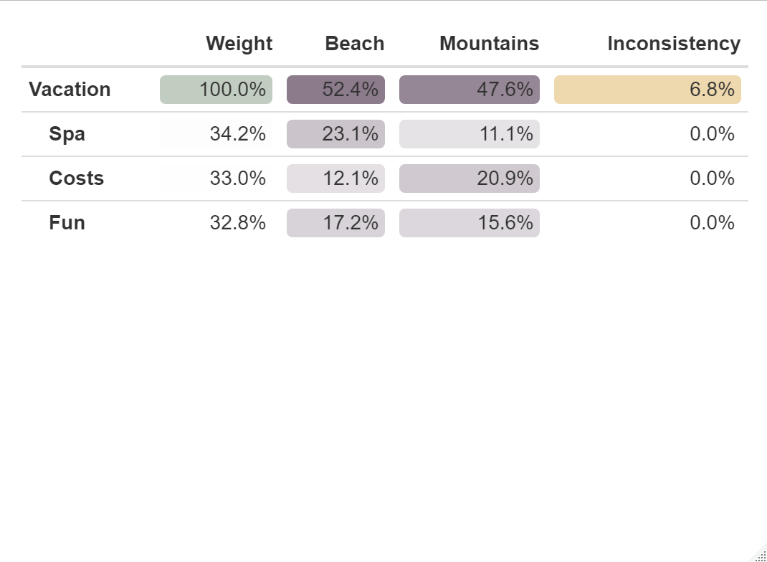 Weight Beach Mountains Inconsistency
Vacation 100.0% 52.4% 47.6% 6.8%
Spa 34.2% 23.1% 11.1% 0.0%
Costs 33.0% 12.1% 20.9% 0.0%
Fun 32.8% 17.2% 15.6% 0.0%